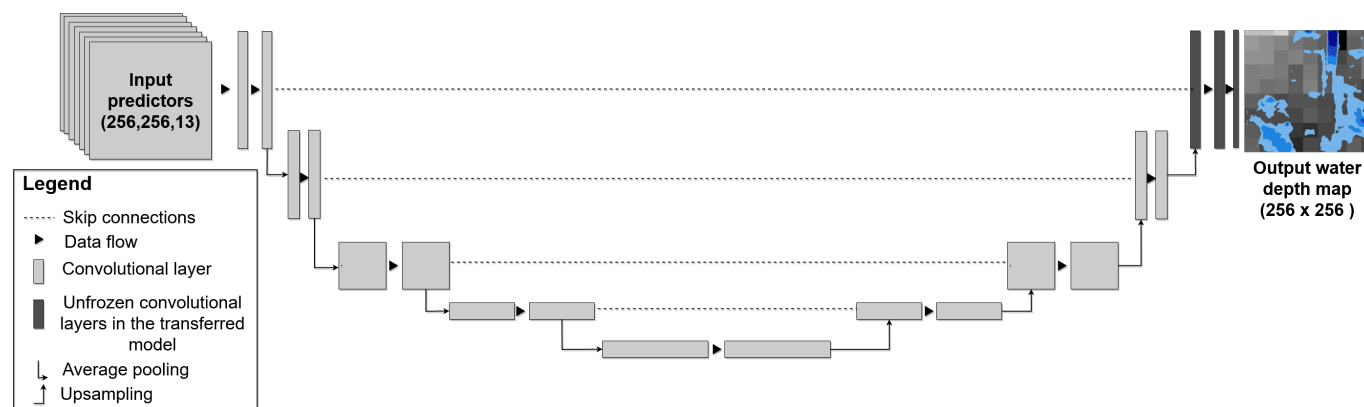 Input
predictors
(256,256,13)
Output water
depth map
(256 x 256 )
Legend
Skip connections
Data flow
Convolutional layer
Unfrozen convolutional
layers in the transferred
model
Average pooling
Upsampling